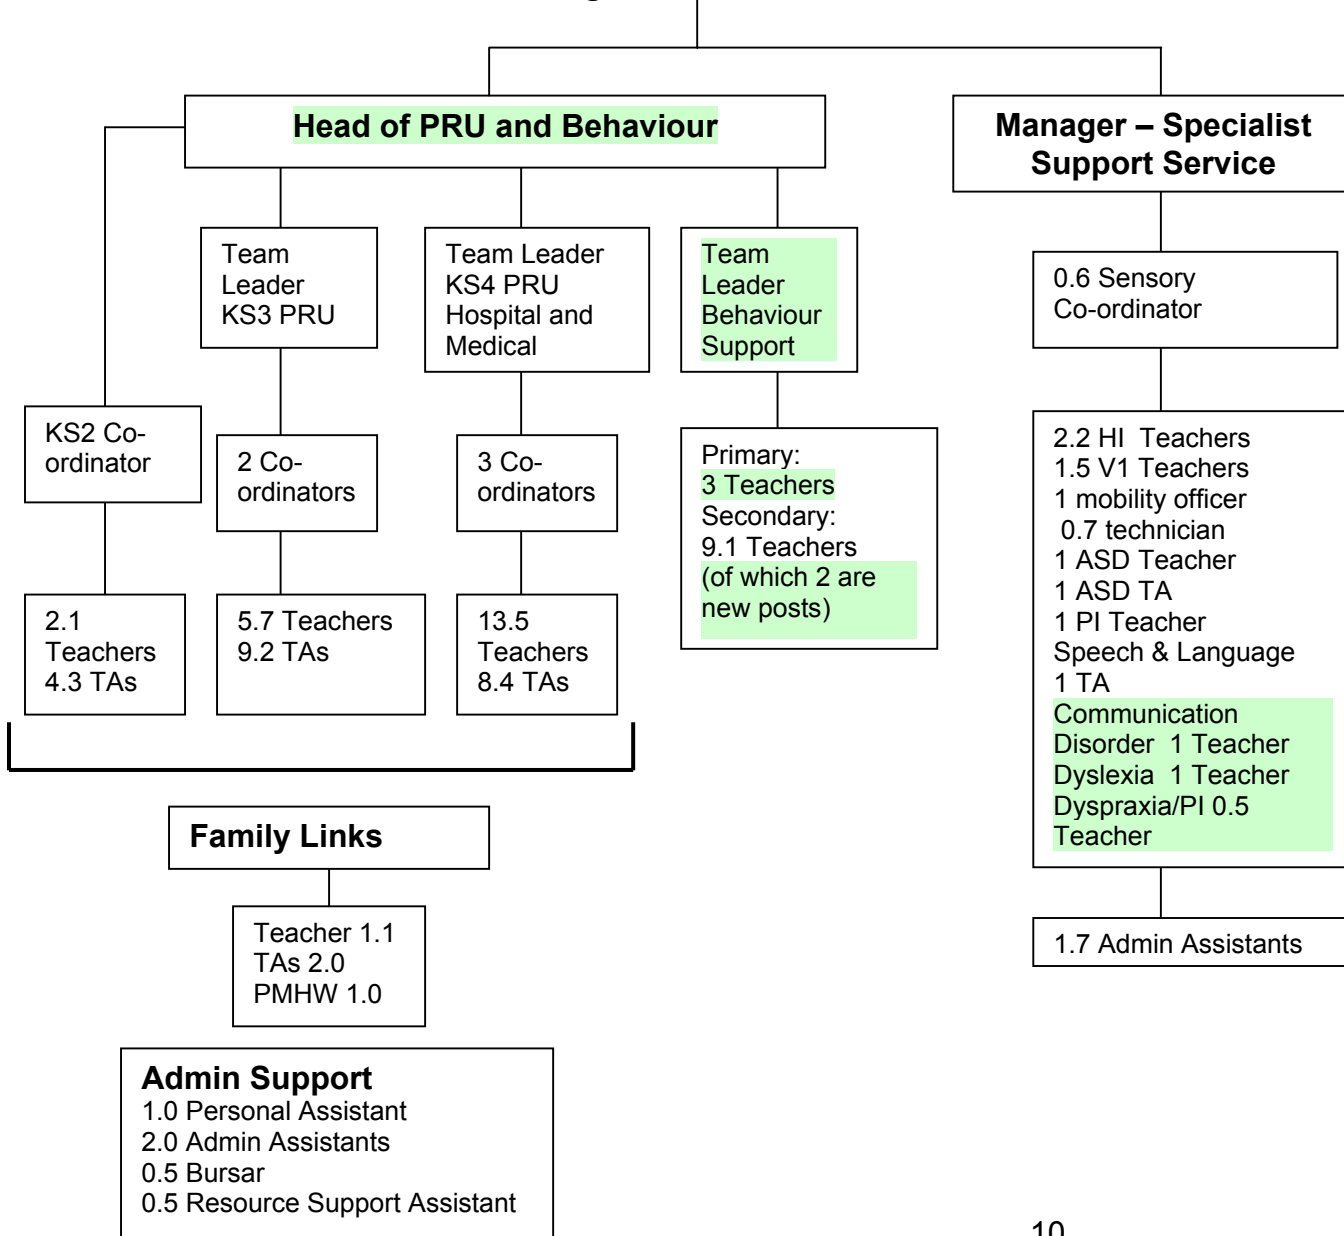 Head of PRU and Behaviour
Manager – Specialist
Support Service
Team
Leader
KS3 PRU
Team Leader
KS4 PRU
Hospital and
Medical
Team
Leader
Behaviour
Support
0.6 Sensory
Co-ordinator
KS2 Co-
ordinator
2 Co-
ordinators
3 Co-
ordinators
Primary:
3 Teachers
Secondary:
9.1 Teachers
(of which 2 are
new posts)
2.2 HI  Teachers
1.5 V1 Teachers
1 mobility officer
0.7 technician
1 ASD Teacher
1 ASD TA
1 PI Teacher
Speech & Language
1 TA
Communication
Disorder  1 Teacher
Dyslexia  1 Teacher
Dyspraxia/PI 0.5
Teacher
2.1
Teachers
4.3 TAs
5.7 Teachers
9.2 TAs
13.5
Teachers
8.4 TAs
Family Links
Teacher 1.1
TAs 2.0
PMHW 1.0
1.7 Admin Assistants
Admin Support
1.0 Personal Assistant
2.0 Admin Assistants
0.5 Bursar
0.5 Resource Support Assistant
10